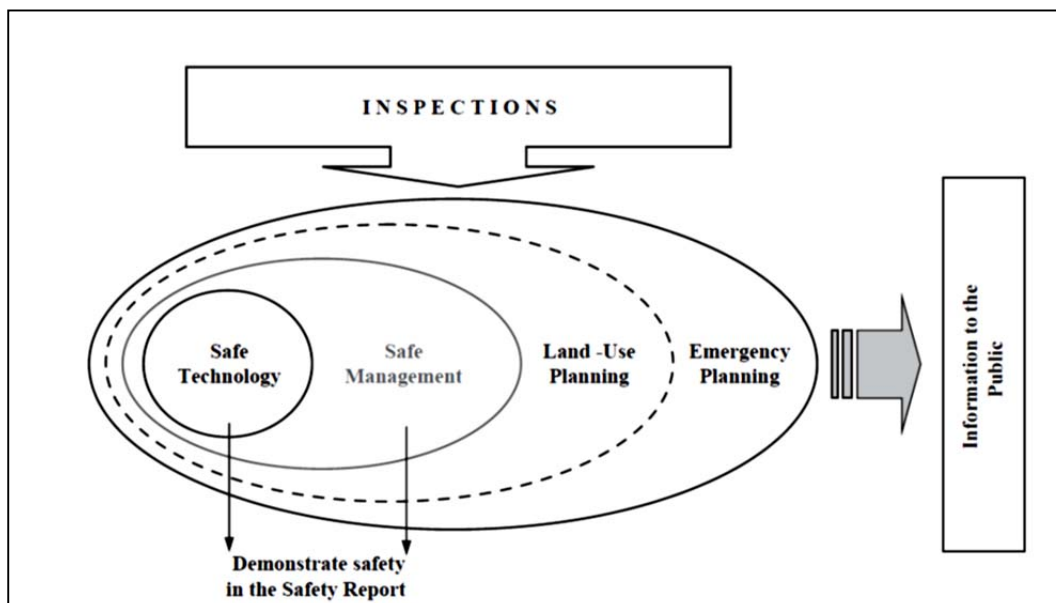 I N S P E C T I O N S
Safe
Technology
Safe
Management
Land -Use
Planning
Emergency
Planning
Information to the
Public
Demonstrate safety
in the Safety Report